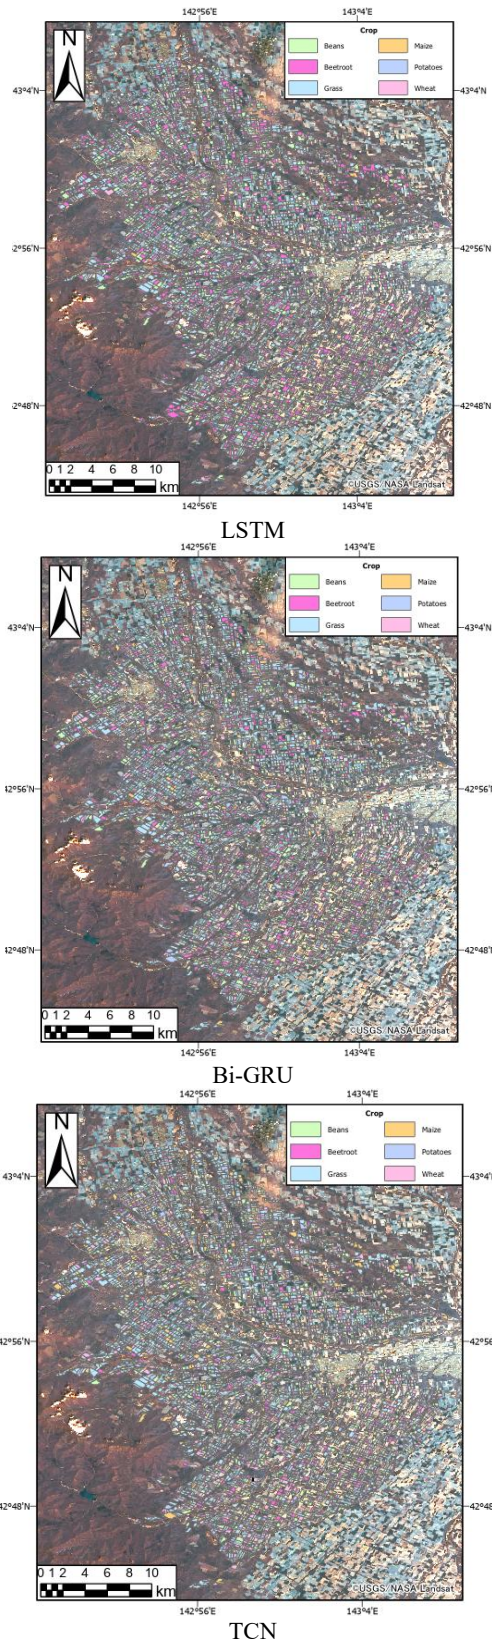 142°56'E 143°4'E
N
Crop
Beans Maize
Beetroot Potatoes
Grass Wheat
43°4'N 43°4'N
2°56'N 42°56'N
2°48'N 42°48'N
0 1 2 4 6 8 10
km
©USGS/NASA Landsat
142°56'E 143°4'E
LSTM
142°56'E 143°4'E
N
Crop
Beans Maize
Beetroot Potatoes
Grass Wheat
43°4'N 43°4'N
42°56'N 42°56'N
42°48'N 42°48'N
0 1 2 4 6 8 10
km
©USGS/NASA Landsat
142°56'E 143°4'E
Bi-GRU
142°56'E 143°4'E
N
Crop
Beans Maize
Beetroot Potatoes
Grass Wheat
43°4'N 43°4'N
42°56'N 42°56'
42°48'N 42°48'N
0 1 2 4 6 8 10
km
©USGS/NASA Landsat
142°56'E 143°4'E
TCN